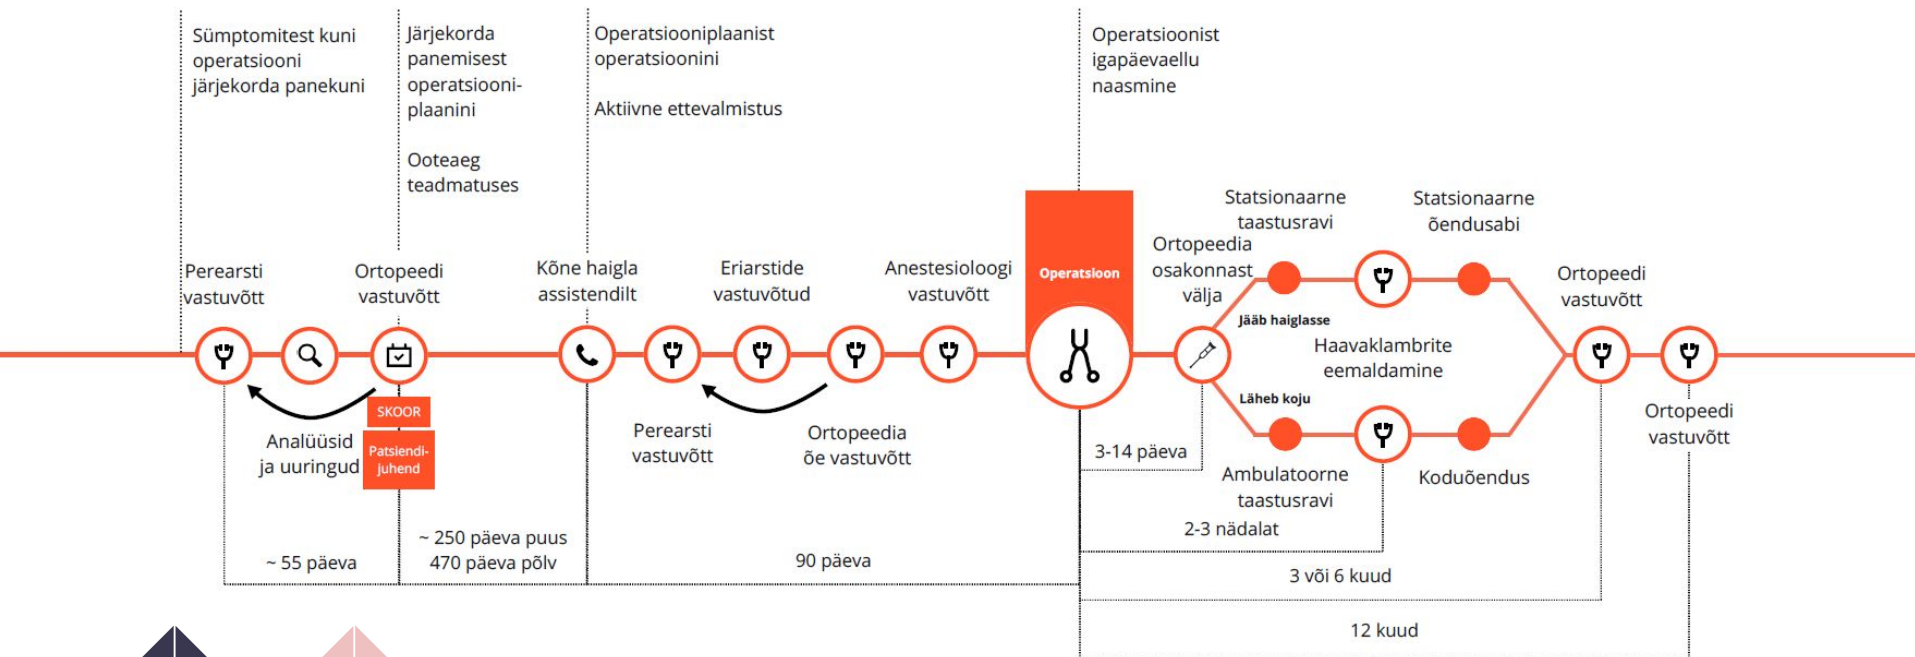 Sümptomitest kuni
operatsiooni
järjekorda panekuni
Järjekorda
panemisest
operatsiooni-
plaanini
Ooteaeg
teadmatuses
Operatsiooniplaanist
operatsioonini
Aktiivne ettevalmistus
Operatsioonist
igapäevaellu
naasmine
Perearsti
vastuvõtt
Ortopeedi
vastuvõtt
Kõne haigla
assistendilt
Eriarstide
vastuvõtud
Anestesioloogi
vastuvõtt
Operatsioon
Ortopeedia
osakonnast
välja
Statsionaarne
taastusravi
Statsionaarne
õendusabi
Ortopeedi
vastuvõtt
Jääb haiglasse
Haavaklambrite
eemaldamine
Läheb koju
SKOOR
Patsiendi-
juhend
Analüüsid
ja uuringud
Perearsti
vastuvõtt
Ortopeedia
õe vastuvõtt
Ambulatoorne
taastusravi
Koduõendus
Ortopeedi
vastuvõtt
~ 55 päeva
~ 250 päeva puus
470 päeva põlv
90 päeva
3-14 päeva
2-3 nädalat
3 või 6 kuud
12 kuud